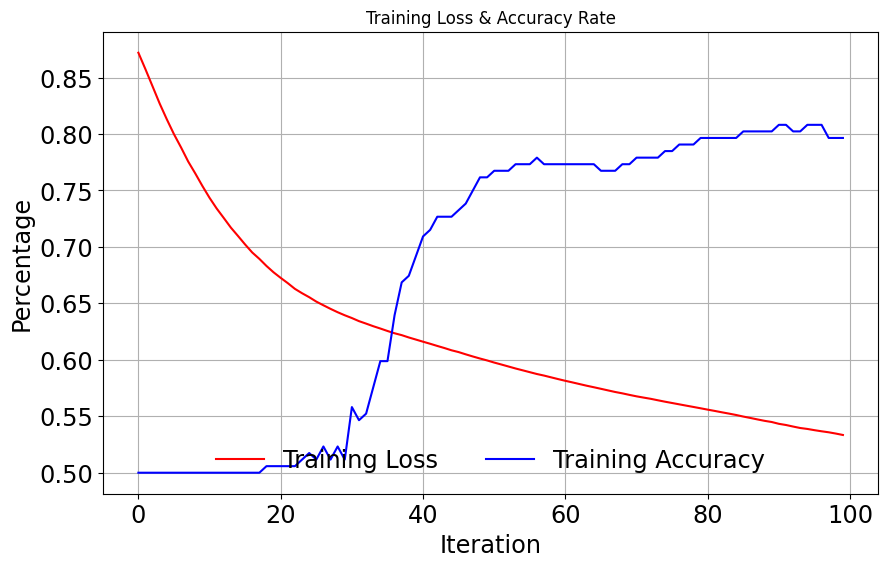 Training Loss & Accuracy Rate
Percentage
0.85
0.80
0.75
0.70
0.65
0.60
0.55
0.50
Training Loss
Training Accuracy
0
20
40
60
80
100
Iteration